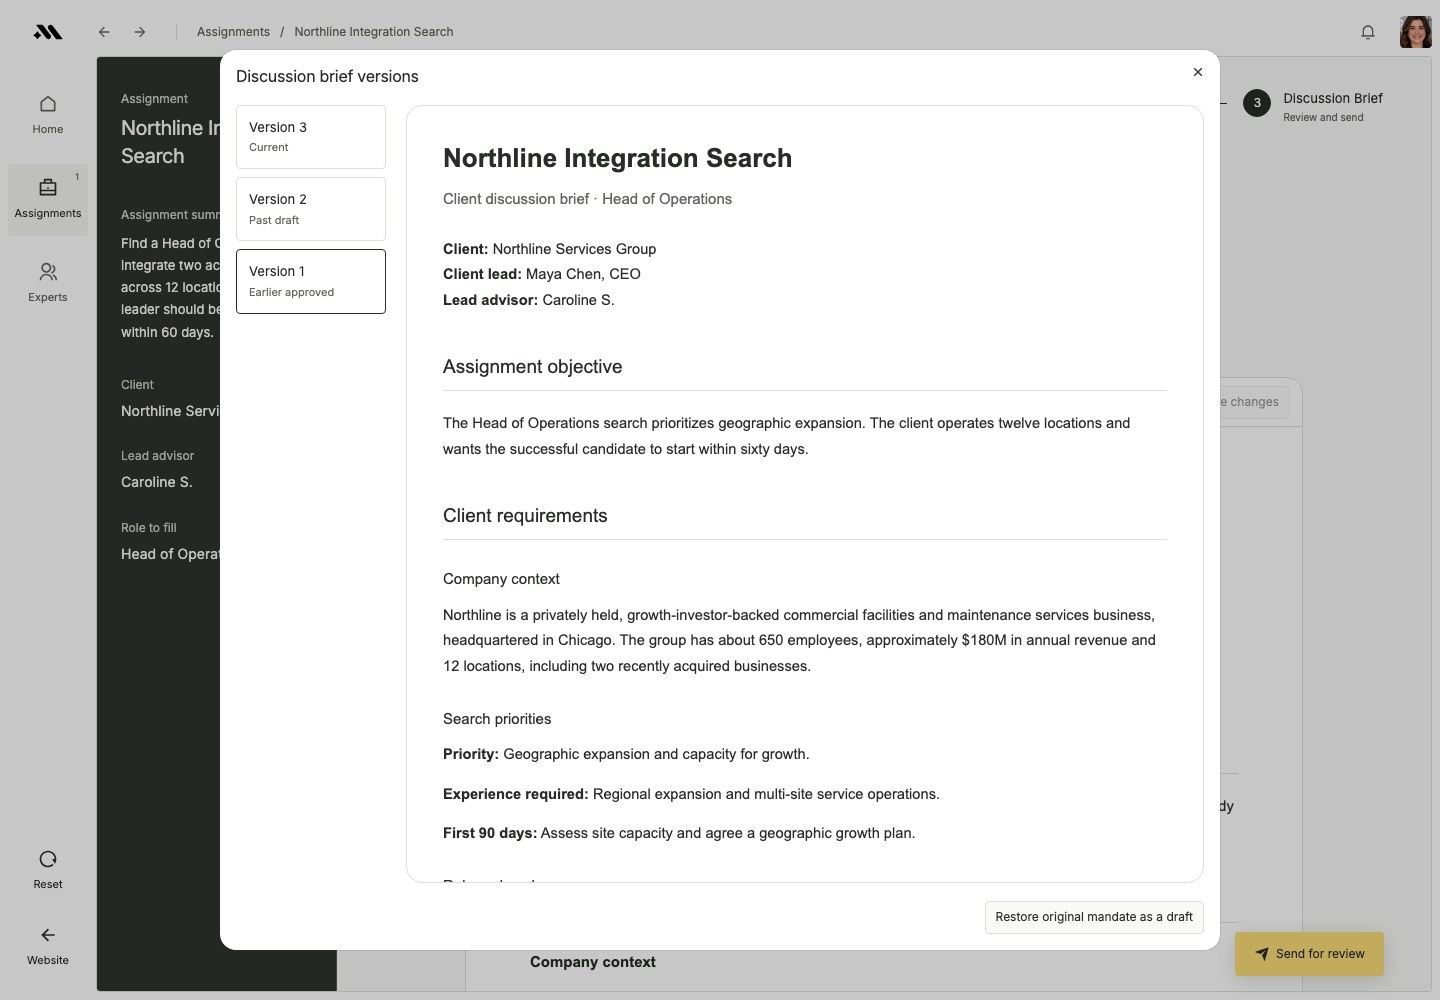 Assignments / Northline Integration Search
Home
1
Assignments
Experts
Reset
Website
Assignment
Northline
Search
Assignment
Find a Head of
integrate two
across 12
leader should
within 60 days.
Client
Northline
Lead advisor
Caroline S.
Role to fill
Head of
3
Discussion Brief
Review and send
changes
Company context
Send for review
Discussion brief versions
Version 3
Current
Version 2
Past draft
Version 1
Earlier approved
Northline Integration Search
Client discussion brief · Head of Operations
Client: Northline Services Group
Client lead: Maya Chen, CEO
Lead advisor: Caroline S.
Assignment objective
The Head of Operations search prioritizes geographic expansion. The client operates twelve locations and
wants the successful candidate to start within sixty days.
Client requirements
Company context
Northline is a privately held, growth-investor-backed commercial facilities and maintenance services business,
headquartered in Chicago. The group has about 650 employees, approximately $180M in annual revenue and
12 locations, including two recently acquired businesses.
Search priorities
Priority: Geographic expansion and capacity for growth.
Experience required: Regional expansion and multi-site service operations.
First 90 days: Assess site capacity and agree a geographic growth plan.
Restore original mandate as a draft